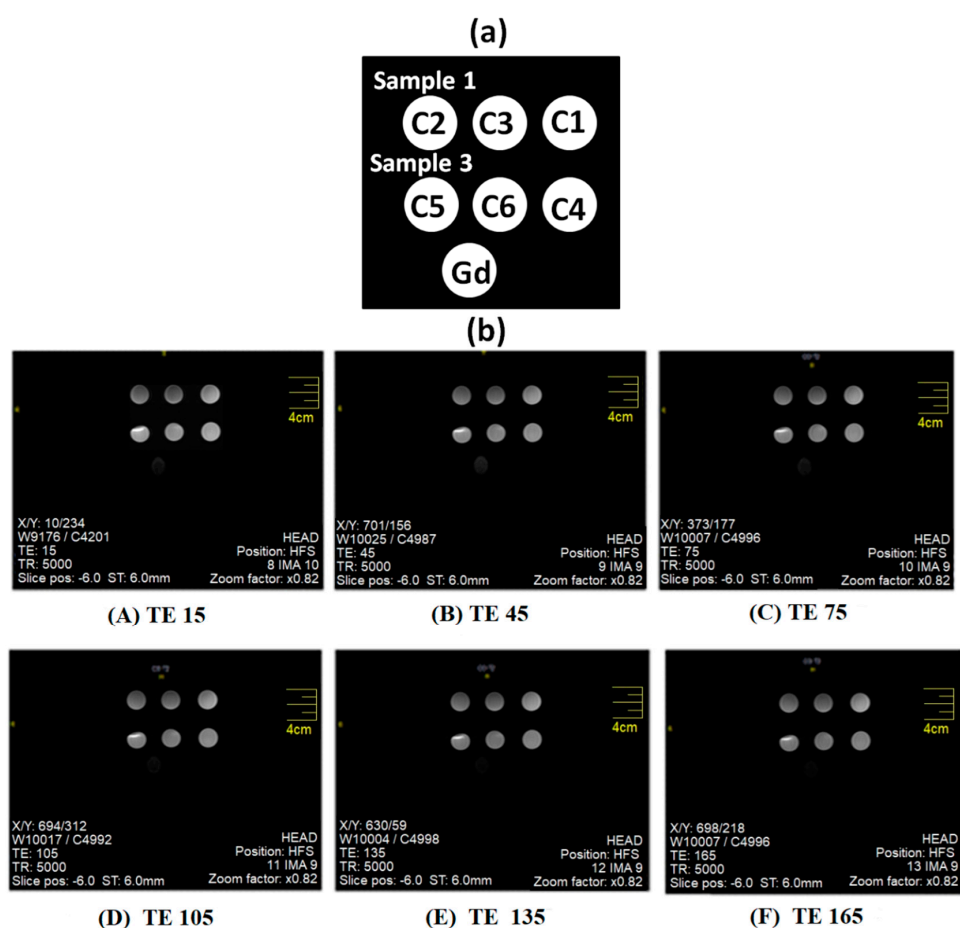 (a)
Sample 1
C2 C3 C1
Sample 3
C5 C6 C4
Gd
(b)
4cm
X/Y: 10/234
W9176 / C4201
TE: 15
TR: 5000
Slice pos: -6.0 ST: 6.0mm
HEAD
Position: HFS
8 IMA 10
Zoom factor: x0.82
(A) TE 15
4cm
X/Y: 701/156
W10025 / C4987
TE: 45
TR: 5000
Slice pos: -6.0 ST: 6.0mm
HEAD
Position: HFS
9 IMA 9
Zoom factor: x0.82
(B) TE 45
4cm
X/Y: 373/177
W10007 / C4996
TE: 75
TR: 5000
Slice pos: -6.0 ST: 6.0mm
HEAD
Position: HFS
10 IMA 9
Zoom factor: x0.82
(C) TE 75
4cm
X/Y: 694/312
W10017 / C4992
TE: 105
TR: 5000
Slice pos: -6.0 ST: 6.0mm
HEAD
Position: HFS
11 IMA 9
Zoom factor: x0.82
(D) TE 105
4cm
X/Y: 630/59
W10004 / C4998
TE: 135
TR: 5000
Slice pos: -6.0 ST: 6.0mm
HEAD
Position: HFS
12 IMA 9
Zoom factor: x0.82
(E) TE 135
4cm
X/Y: 698/218
W10007 / C4996
TE: 165
TR: 5000
Slice pos: -6.0 ST: 6.0mm
HEAD
Position: HFS
13 IMA 9
Zoom factor: x0.82
(F) TE 165